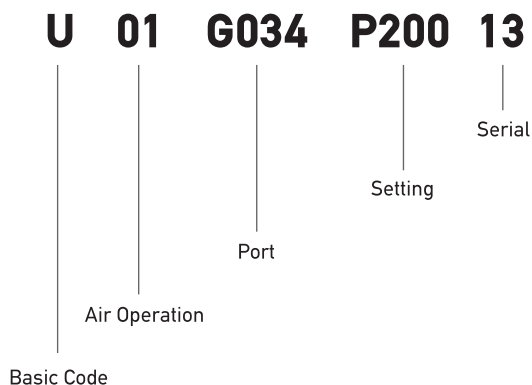 U 01 G034 P200 13
Serial
Setting
Port
Air Operation
Basic Code